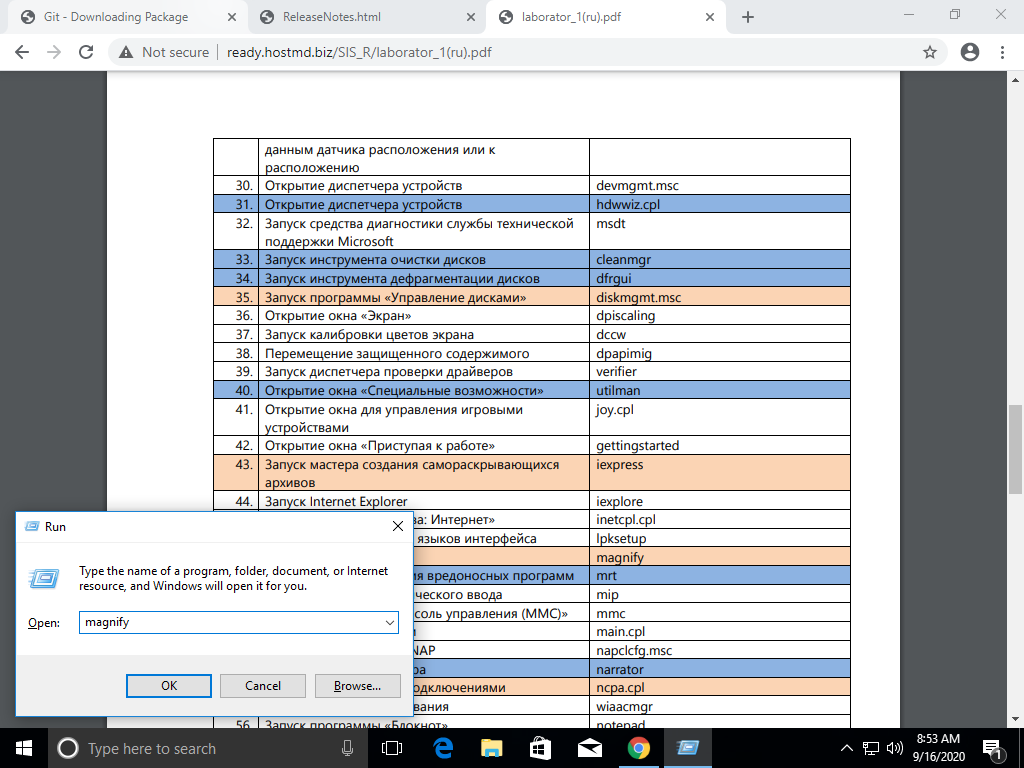 Git - Downloading Package
ReleaseNotes.html
laborator_1(ru).pdf
Not secure
ready.hostmd.biz/SIS_R/laborator_1(ru).pdf
данным датчика расположения или к
расположению
30. Открытие диспетчера устройств devmgmt.msc
31. Открытие диспетчера устройств hdwwiz.cpl
32. Запуск средства диагностики службы технической msdt
поддержки Microsoft
33. Запуск инструмента очистки дисков cleanmgr
34. Запуск инструмента дефрагментации дисков dfrgui
35. Запуск программы «Управление дисками» diskmgmt.msc
36. Открытие окна «Экран» dpiscaling
37. Запуск калибровки цветов экрана dccw
38. Перемещение защищенного содержимого dpapimig
39. Запуск диспетчера проверки драйверов verifier
40. Открытие окна «Специальные возможности» utilman
41. Открытие окна для управления игровыми joy.cpl
устройствами
42. Открытие окна «Приступая к работе» gettingstarted
43. Запуск мастера создания самораскрывающихся iexpress
архивов
44. Запуск Internet Explorer iexplore
ва: Интернет» inetcpl.cpl
языков интерфейса lpksetup
magnify
ия вредоносных программ mrt
ческого ввода mip
соль управления (MMC)» mmc
и main.cpl
NAP napclcfg.msc
ра narrator
одключениями ncpa.cpl
вания wiaacmgr
56. Запуск программы «Блокнот» notepad
Run
Type the name of a program, folder, document, or Internet
resource, and Windows will open it for you.
Open: magnify
OK Cancel Browse...
Type here to search
8:53 AM
9/16/2020
1